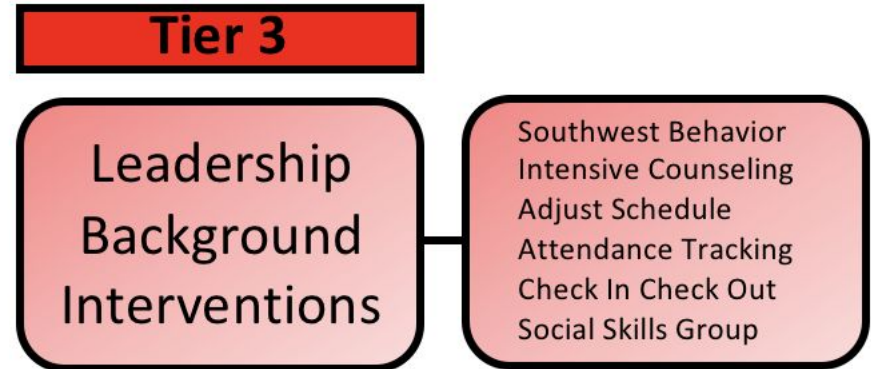 Tier 3
Leadership
Background
Interventions
Southwest Behavior
Intensive Counseling
Adjust Schedule
Attendance Tracking
Check In Check Out
Social Skills Group